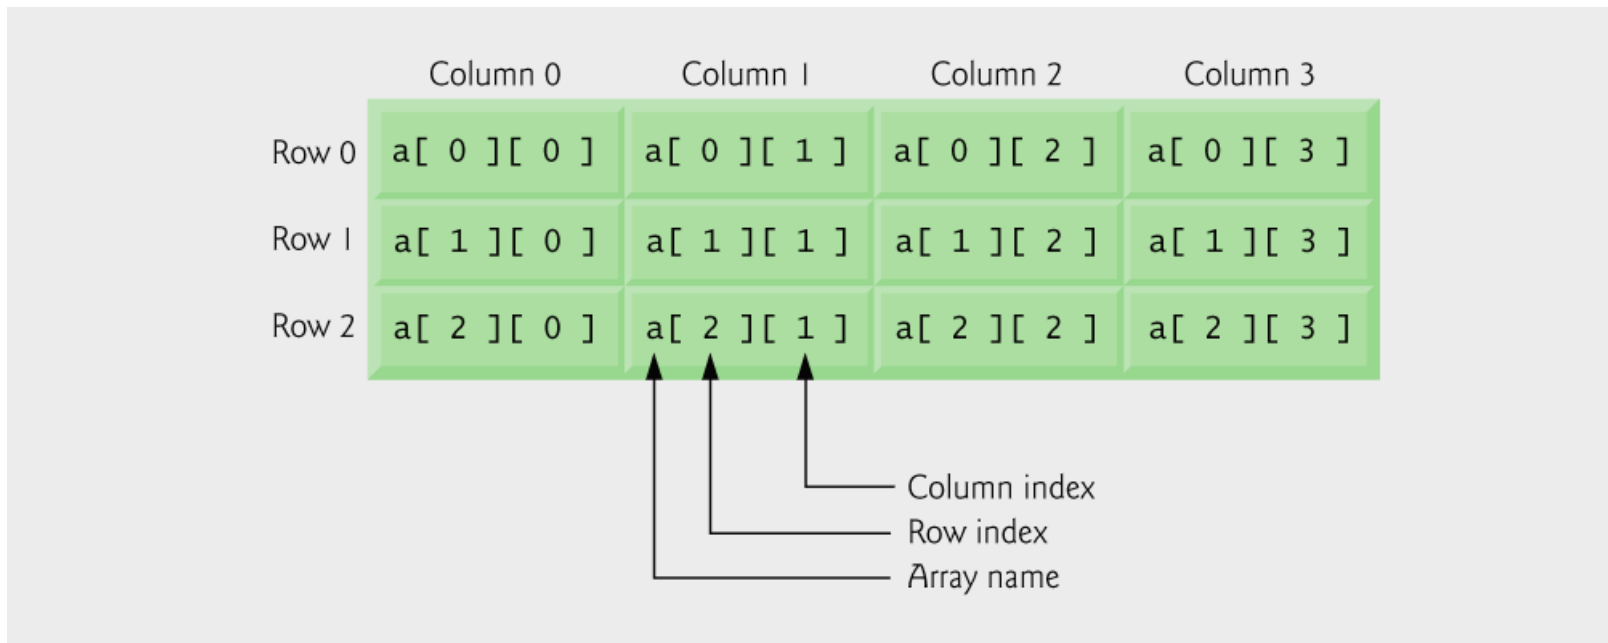 Column 0 Column 1 Column 2 Column 3
Row 0 a[ 0 ][ 0 ] a[ 0 ][ 1 ] a[ 0 ][ 2 ] a[ 0 ][ 3 ]
Row 1 a[ 1 ][ 0 ] a[ 1 ][ 1 ] a[ 1 ][ 2 ] a[ 1 ][ 3 ]
Row 2 a[ 2 ][ 0 ] a[ 2 ][ 1 ] a[ 2 ][ 2 ] a[ 2 ][ 3 ]
Column index
Row index
Array name